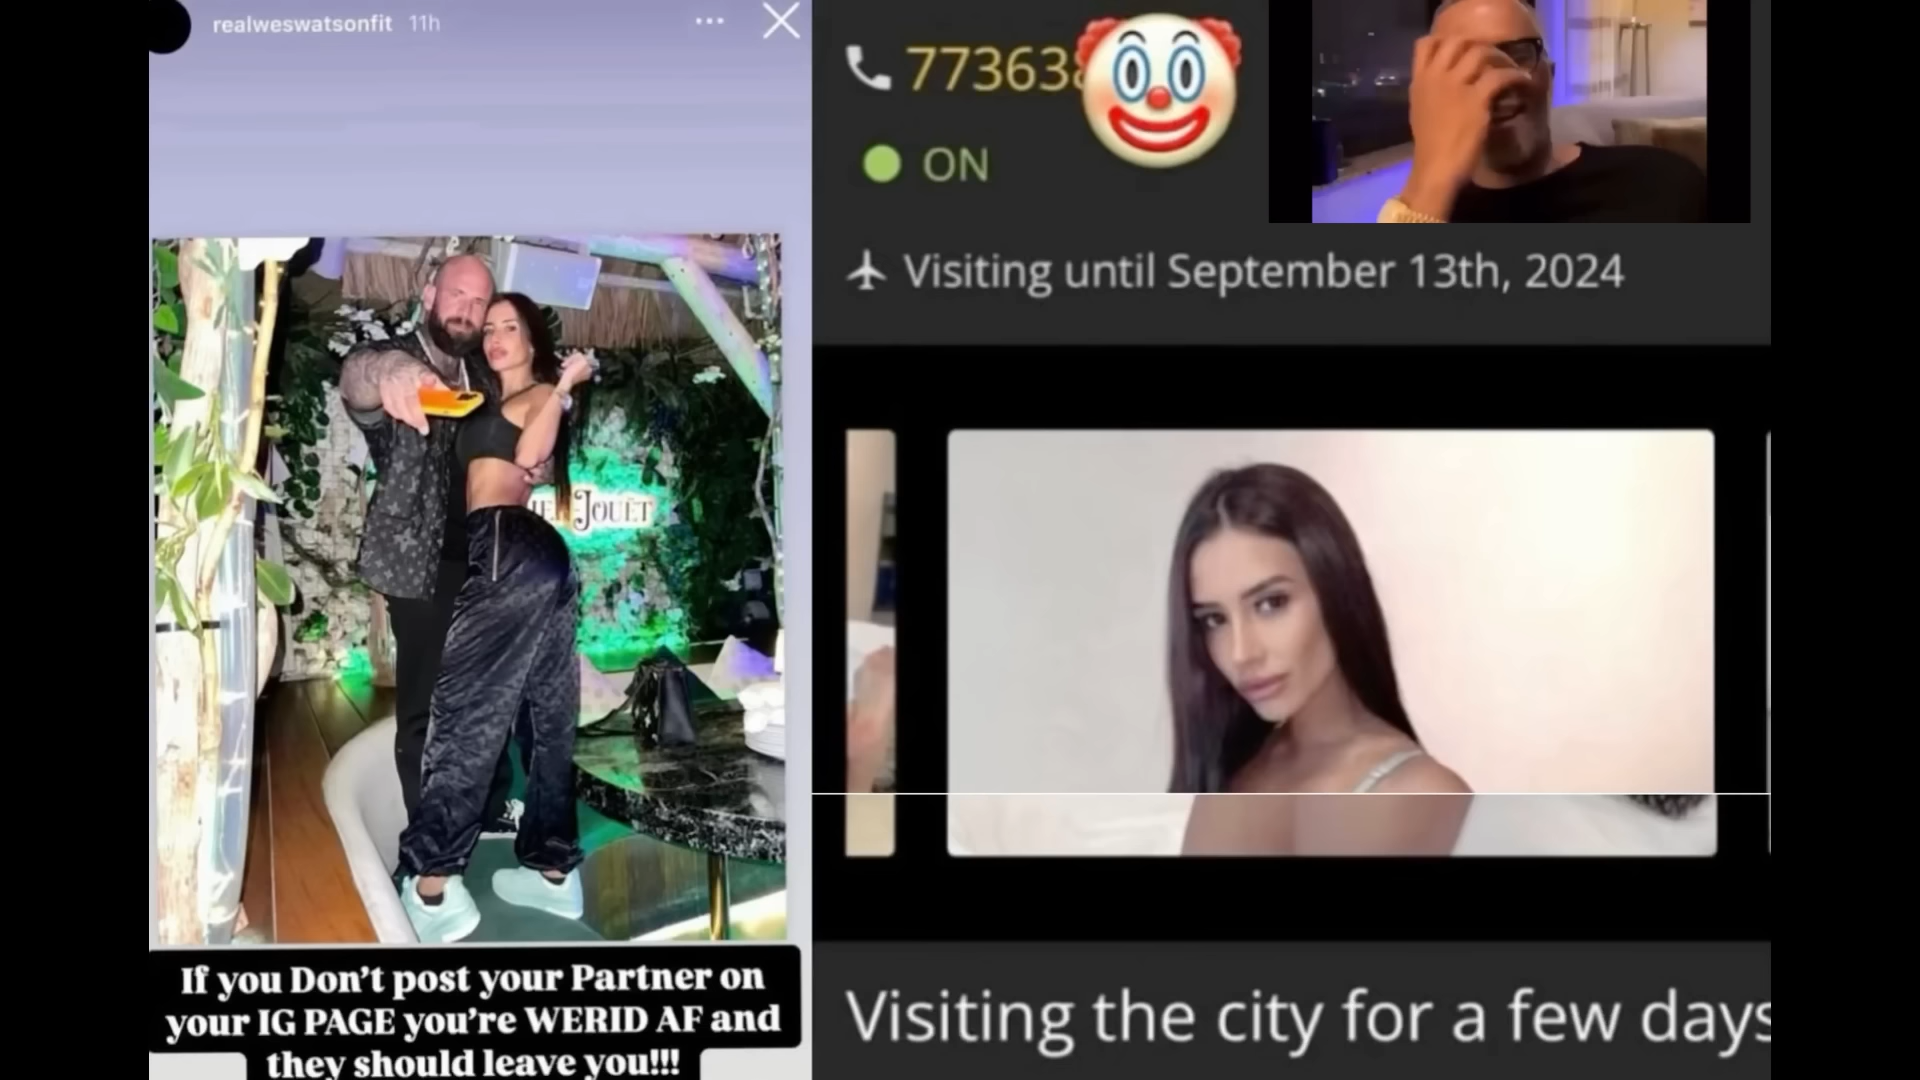 realweswatsonfit 11h
JOUËT
If you Don't post your Partner on
your IG PAGE you're WERID AF and
they should leave you!!!
77363
ON
Visiting until September 13th, 2024
Visiting the city for a few days